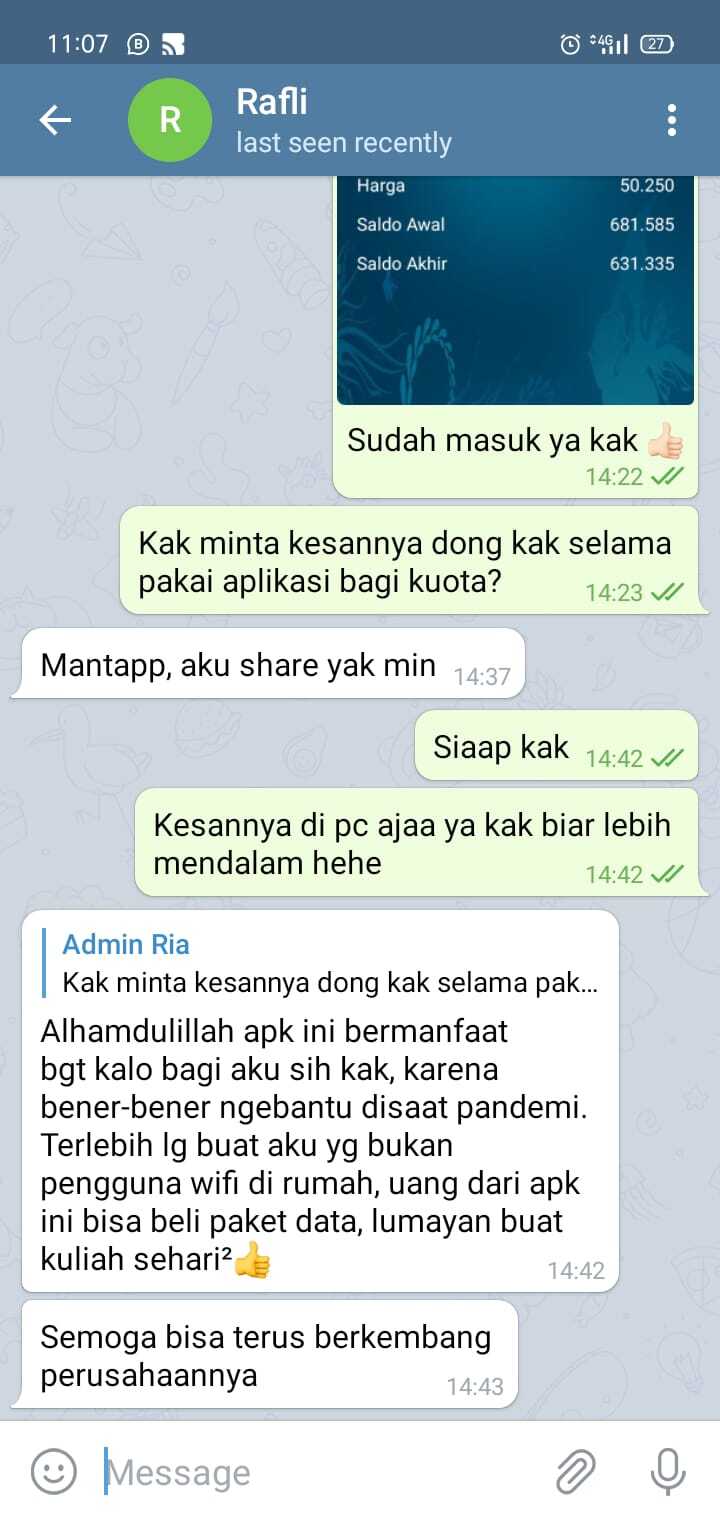 11:07
4G
27
R
Rafli
last seen recently
Harga 50.250
Saldo Awal 681.585
Saldo Akhir 631.335
Sudah masuk ya kak 👍🏻
14:22
Kak minta kesannya dong kak selama
pakai aplikasi bagi kuota?
14:23
Mantapp, aku share yak min 14:37
Siaap kak 14:42
Kesannya di pc ajaa ya kak biar lebih
mendalam hehe
14:42
Admin Ria
Kak minta kesannya dong kak selama pak...
Alhamdulillah apk ini bermanfaat
bgt kalo bagi aku sih kak, karena
bener-bener ngebantu disaat pandemi.
Terlebih lg buat aku yg bukan
pengguna wifi di rumah, uang dari apk
ini bisa beli paket data, lumayan buat
kuliah sehari²👍
14:42
Semoga bisa terus berkembang
perusahaannya
14:43
Message